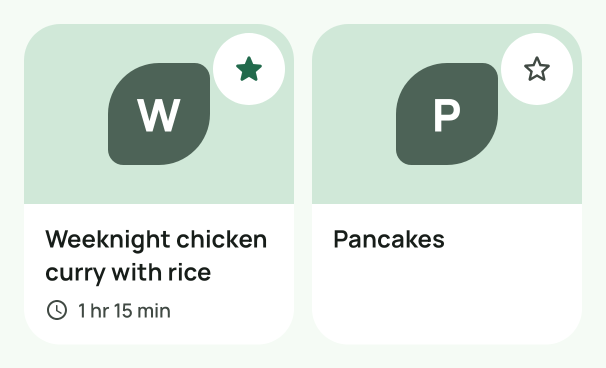 W
Weeknight chicken
curry with rice
1 hr 15 min
P
Pancakes